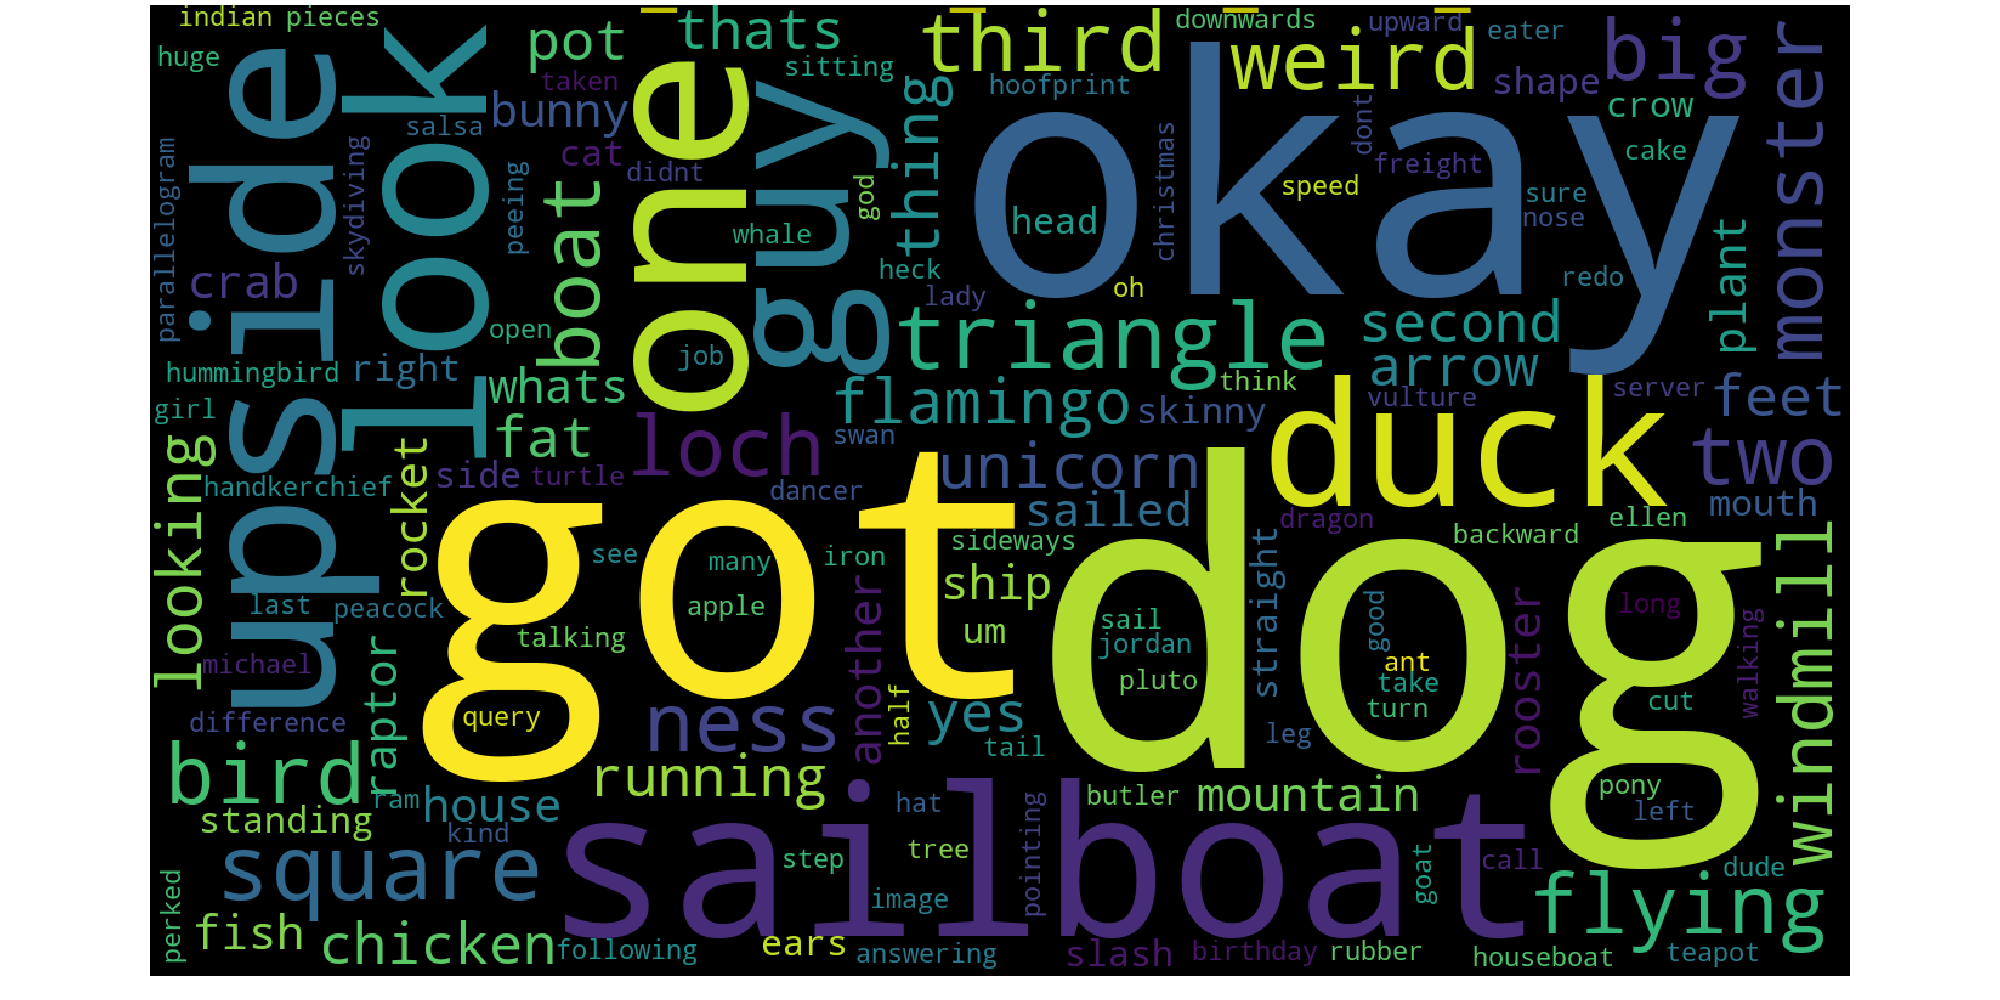 indian pieces
huge
upside
look
pot
taken
bunny
salsa
skydiving
parallelogram
cat
peeing
boat
crab
open
hummingbird
right
girl
whats
fat
thats
sitting
one
guy
didnt
god
thing
whale
heck
lady
job
third
hoofprint
downwards
weird
upward
eater
shape
big
crow
monster
okay
head
christmas
dont
freight
speed
cake
sure
nose
redo
oh
plant
triangle
second
arrow
think
server
feet
flamingo
skinny
vulture
duck
two
mouth
loch
swan
unicorn
dancer
sailed
dragon
backward
ellen
looking
handkerchief
rocket
side
turtle
got
see
many
iron
sideways
ship
apple
um
last
peacock
talking
michael
raptor
another
dog
sail
jordan
pluto
straight
good
ant
take
turn
rooster
long
walking
cut
windmill
difference
query
ness
half
yes
tail
leg
bird
running
ram
house
kind
standing
hat
butler
mountain
pony
left
square
sailboat
step
tree
pointing
image
goat
call
dude
flying
perked
fish
chicken
following
ears
answering
slash
birthday
rubber
houseboat
teapot